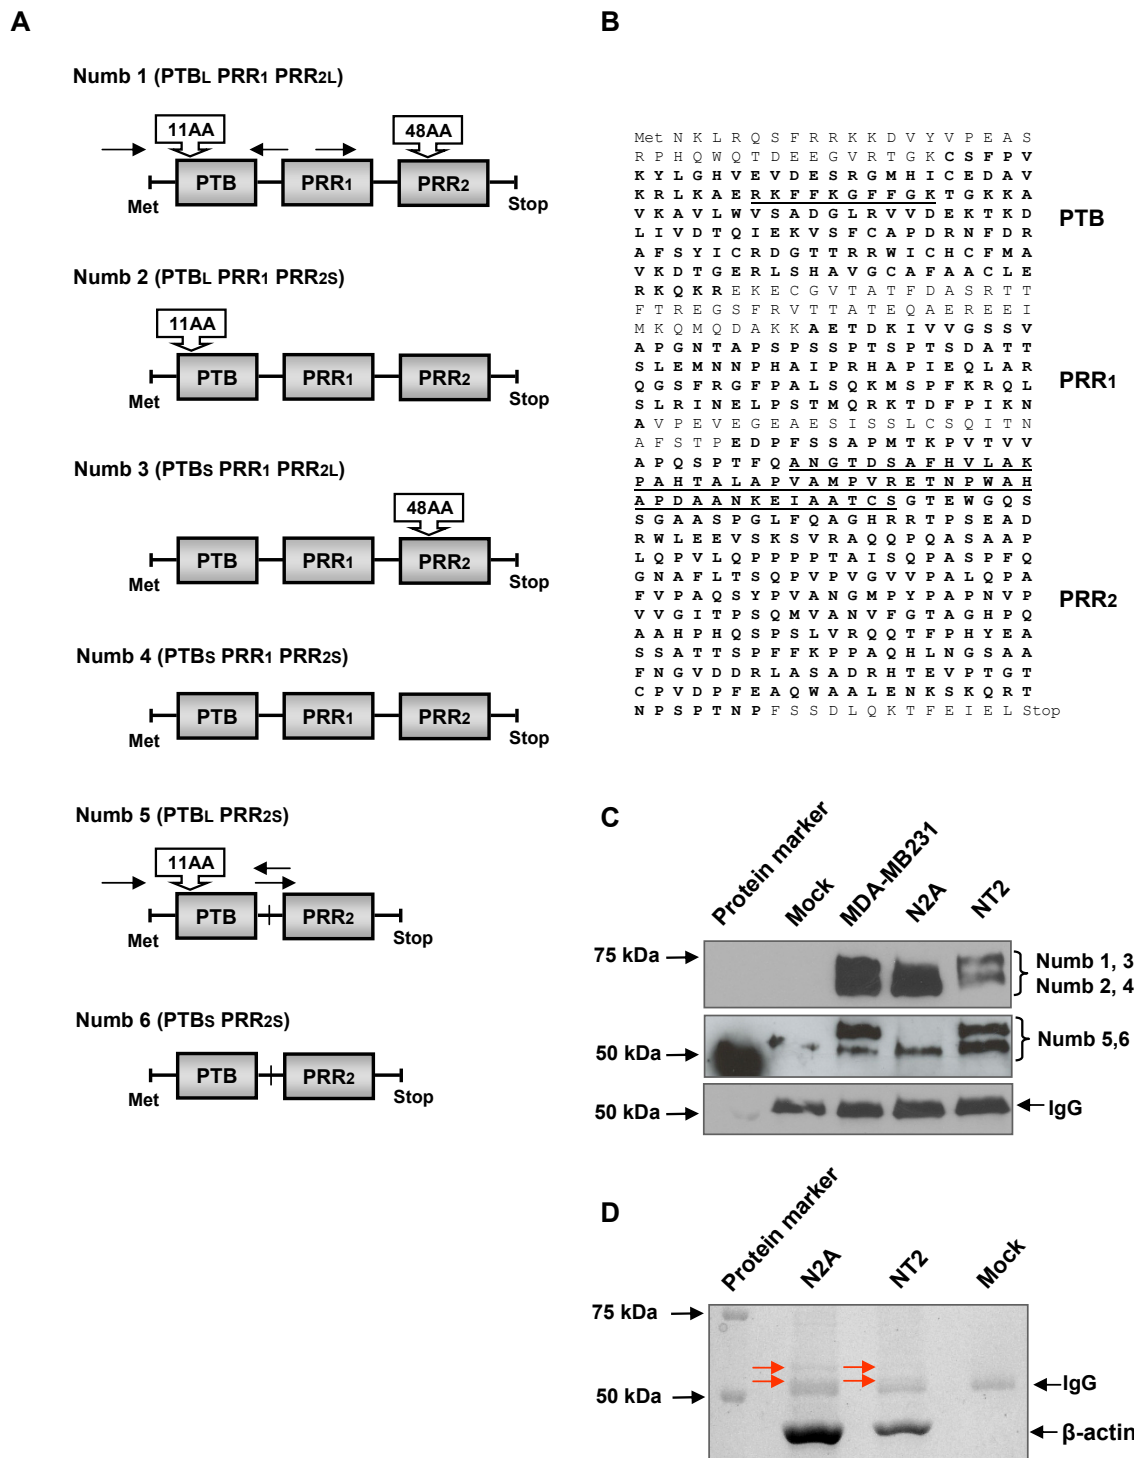 A
Numb 1 (PTBL PRR1 PRR2L)
11AA
48AA
PTB
PRR1
PRR2
Met
Stop
Numb 2 (PTBL PRR1 PRR2S)
11AA
PTB
PRR1
PRR2
Met
Stop
Numb 3 (PTBS PRR1 PRR2L)
48AA
PTB
PRR1
PRR2
Met
Stop
Numb 4 (PTBS PRR1 PRR2S)
PTB
PRR1
PRR2
Met
Stop
Numb 5 (PTBL PRR2S)
11AA
PTB
PRR2
Met
Stop
Numb 6 (PTBS PRR2S)
PTB
PRR2
Met
Stop
B
Met N K L R Q S F R R K K D V Y V P E A S
R P H Q W Q T D E E G V R T G K C S F P V
K Y L G H V E V D E S R G M H I C E D A V
K R L K A E R K F F K G F F G K T G K K A
V K A V L W V S A D G L R V V D E K T K D
L I V D T Q I E K V S F C A P D R N F D R
A F S Y I C R D G T T R R W I C H C F M A
V K D T G E R L S H A V G C A F A A C L E
R K Q K R E K E C G V T A T F D A S R T T
F T R E G S F R V T T A T E Q A E R E E I
M K Q M Q D A K K A E T D K I V V G S S V
A P G N T A P S P S S P T S P T S D A T T
S L E M N N P H A I P R H A P I E Q L A R
Q G S F R G F P A L S Q K M S P F K R Q L
S L R I N E L P S T M Q R K T D F P I K N
A V P E V E G E A E S I S S L C S Q I T N
A F S T P E D P F S S A P M T K P V T V V
A P Q S P T F Q A N G T D S A F H V L A K
P A H T A L A P V A M P V R E T N P W A H
A P D A A N K E I A A T C S G T E W G Q S
S G A A S P G L F Q A G H R R T P S E A D
R W L E E V S K S V R A Q Q P Q A S A A P
L Q P V L Q P P P P T A I S Q P A S P F Q
G N A F L T S Q P V P V G V V P A L Q P A
F V P A Q S Y P V A N G M P Y P A P N V P
V V G I T P S Q M V A N V F G T A G H P Q
A A H P H Q S P S L V R Q Q T F P H Y E A
S S A T T S P F F K P P A Q H L N G S A A
F N G V D D R L A S A D R H T E V P T G T
C P V D P F E A Q W A A L E N K S K Q R T
N P S P T N P F S S D L Q K T F E I E L Stop
PTB
PRR1
PRR2
C
Protein marker
Mock
MDA-MB231
N2A
NT2
75 kDa
Numb 1, 3
Numb 2, 4
50 kDa
Numb 5,6
50 kDa
IgG
D
Protein marker
N2A
NT2
Mock
75 kDa
50 kDa
IgG
β-actin